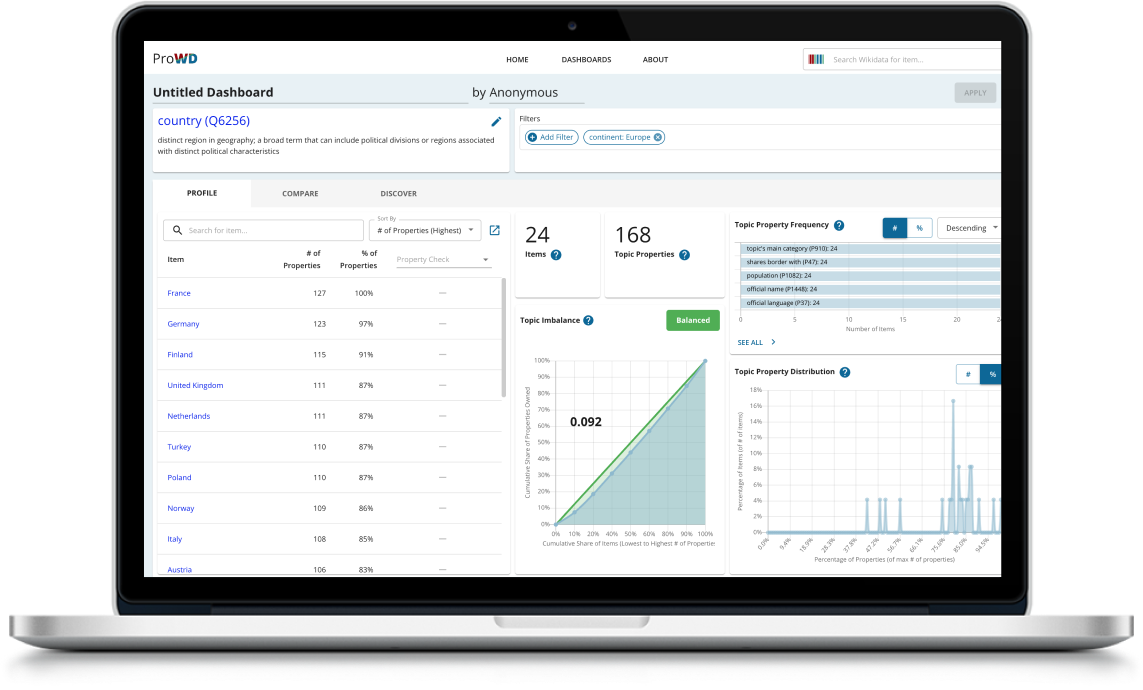 ProWD
HOME
DASHBOARDS
ABOUT
Search Wikidata for item...
Untitled Dashboard
by Anonymous
APPLY
country (Q6256)
distinct region in geography; a broad term that can include political divisions or regions associated
with distinct political characteristics
Filters
Add Filter
continent: Europe
PROFILE
COMPARE
DISCOVER
Search for item...
Sort By
# of Properties (Highest)
Item
# of
Properties
% of
Properties
Property Check
France 127 100% —
Germany 123 97% —
Finland 115 91% —
United Kingdom 111 87% —
Netherlands 111 87% —
Turkey 110 87% —
Poland 110 87% —
Norway 109 86% —
Italy 108 85% —
Austria 106 83% —
24
Items ?
168
Topic Properties ?
Topic Imbalance ?
Balanced
100%
90%
80%
70%
60%
50%
40%
30%
20%
10%
0%
0.092
Cumulative Share of Properties Owned
0% 10% 20% 40% 50% 60% 70% 80% 90% 100%
Cumulative Share of Items (Lowest to Highest # of Propertie
Topic Property Frequency ?
# %
Descending
topic's main category (P910): 24
shares border with (P47): 24
population (P1082): 24
official name (P1448): 24
official language (P37): 24
0 5 10 15 20 24
Number of Items
SEE ALL
Topic Property Distribution ?
# %
18%
16%
14%
12%
10%
8%
6%
4%
2%
0%
Percentage of Items (of # of items)
0.0% 9.4% 18.9% 28.3% 37.8% 47.2% 56.7% 66.1% 75.6% 85.0% 94.5%
Percentage of Properties (of max # of properties)